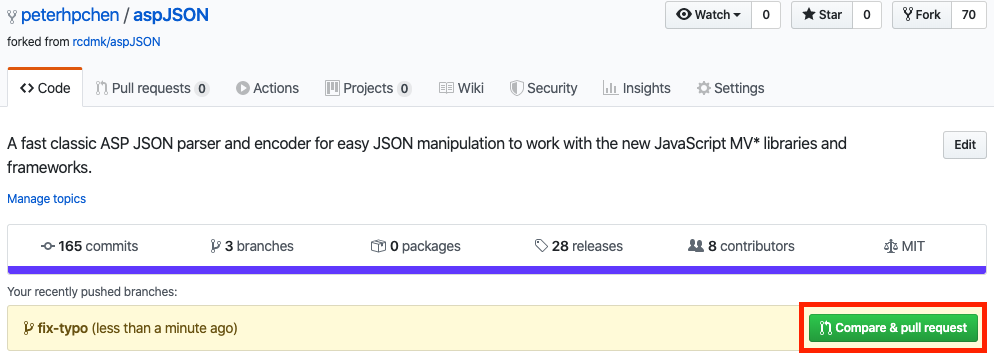 peterhpchen / aspJSON
Watch 0 Star 0 Fork 70
forked from rcdmk/aspJSON
Code Pull requests 0 Actions Projects 0 Wiki Security Insights Settings
A fast classic ASP JSON parser and encoder for easy JSON manipulation to work with the new JavaScript MV* libraries and
frameworks.
Edit
Manage topics
165 commits 3 branches 0 packages 28 releases 8 contributors MIT
Your recently pushed branches:
fix-typo (less than a minute ago) Compare & pull request